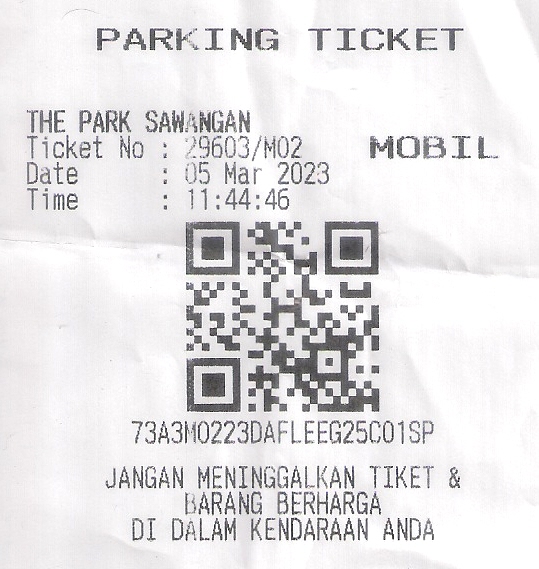 PARKING TICKET
THE PARK SAWANGAN
Ticket No : 29603/M02 MOBIL
Date : 05 Mar 2023
Time : 11:44:46
73A3M0223DAFLEEG25C01SP
JANGAN MENINGGALKAN TIKET &
BARANG BERHARGA
DI DALAM KENDARAAN ANDA